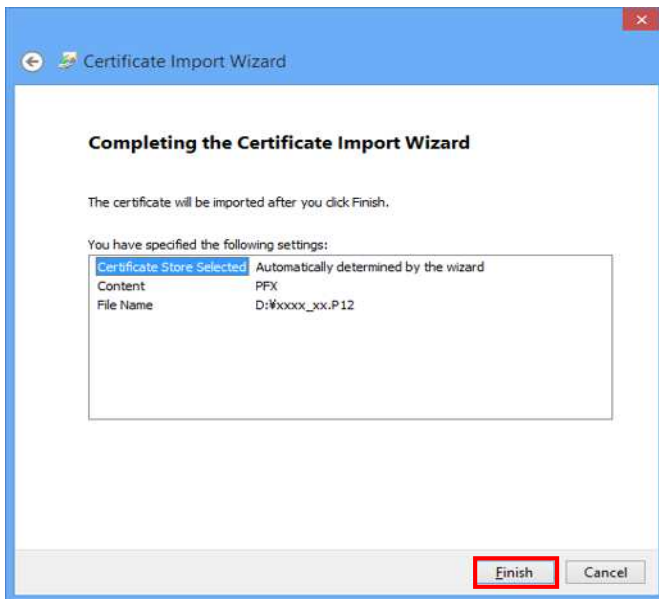 Certificate Import Wizard
Completing the Certificate Import Wizard
The certificate will be imported after you click Finish.
You have specified the following settings:
Certificate Store Selected Automatically determined by the wizard
Content PFX
File Name D:¥xxxx_xx.P12
Finish Cancel